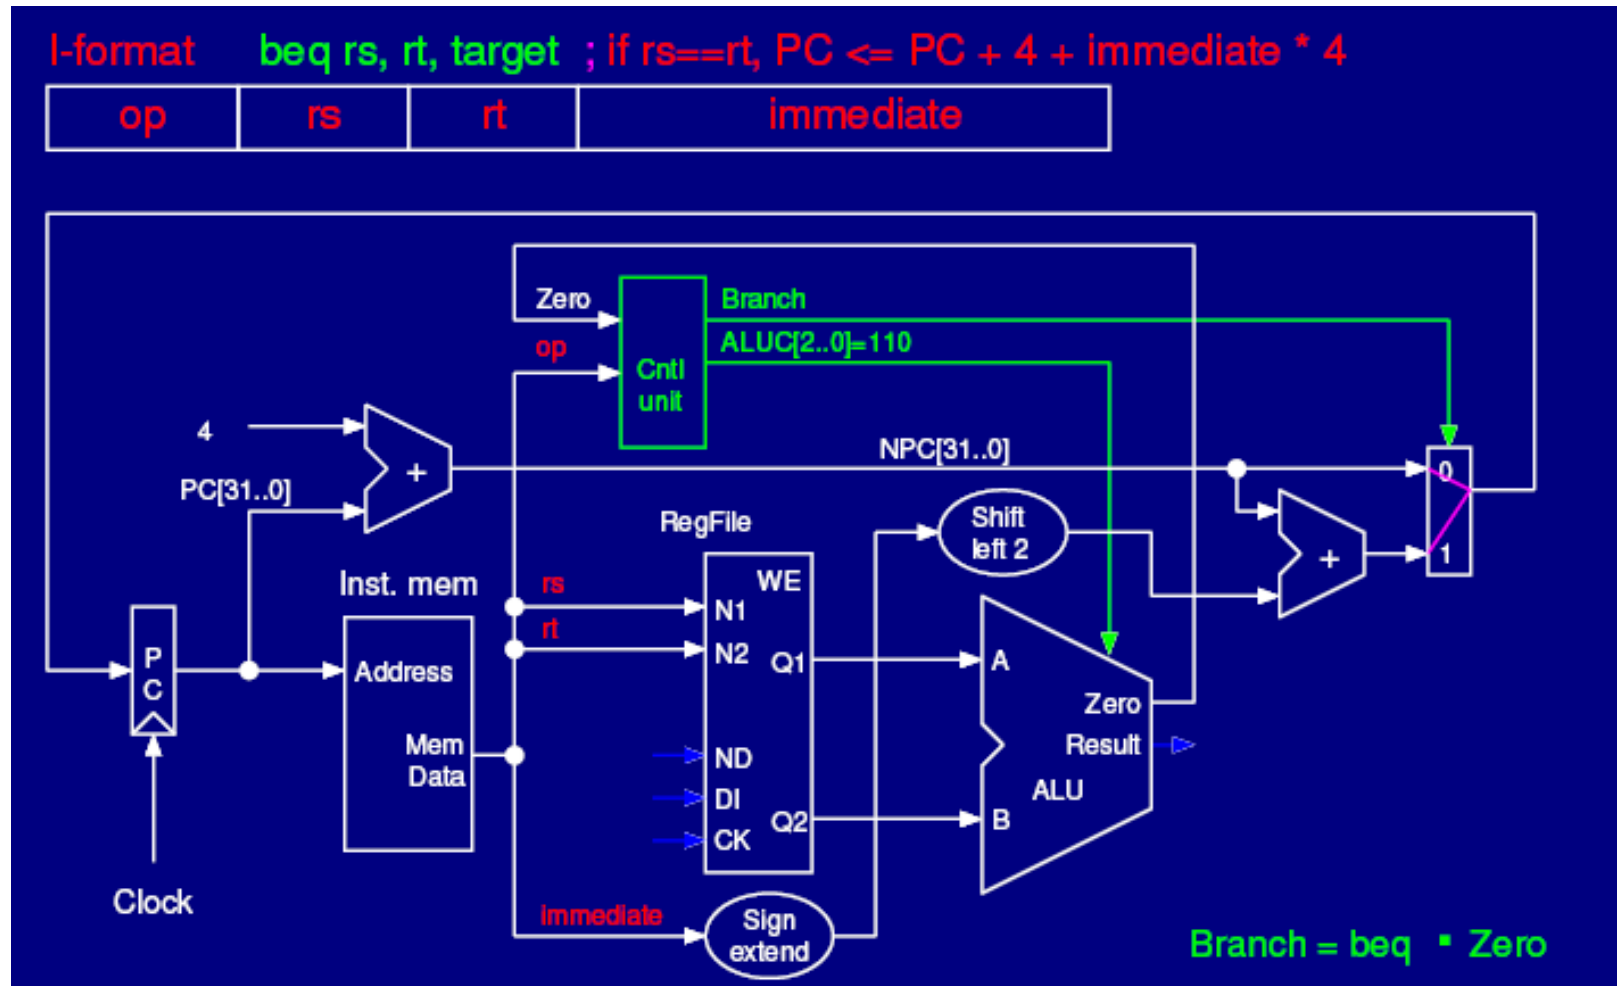 I-format beq rs, rt, target ; if rs==rt, PC <= PC + 4 + immediate * 4
op rs rt immediate
Zero
Branch
op
ALUC[2..0]=110
Cntl
unit
4
+
PC[31..0]
NPC[31..0]
0
1
Shift
left 2
+
RegFile
Inst. mem
rs
rt
WE
N1
N2
Q1
ND
DI
CK
Q2
A
B
Zero
Result
ALU
P
C
Address
Mem
Data
Clock
immediate
Sign
extend
Branch = beq ▪ Zero